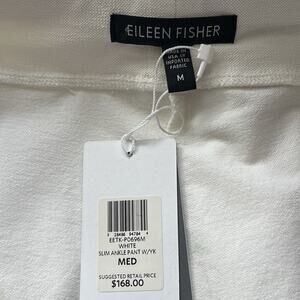 EILEEN FISHER
MADE IN
USA OF
IMPORTED
FABRIC
M
EETK-P0696M
WHITE
SLIM ANKLE PANT W/YK
MED
SUGGESTED RETAIL PRICE
$168.00